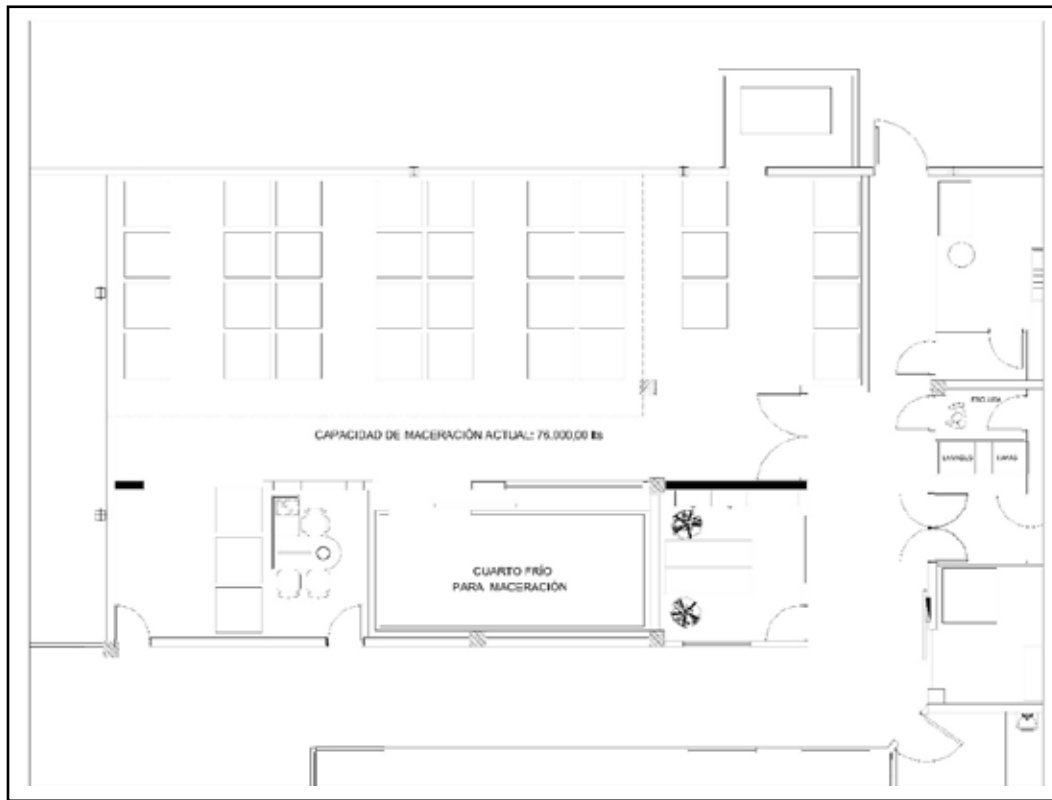 CAPACIDAD DE MACERACIÓN ACTUAL: 76.000,00 lts
CUARTO FRÍO
PARA MACERACIÓN